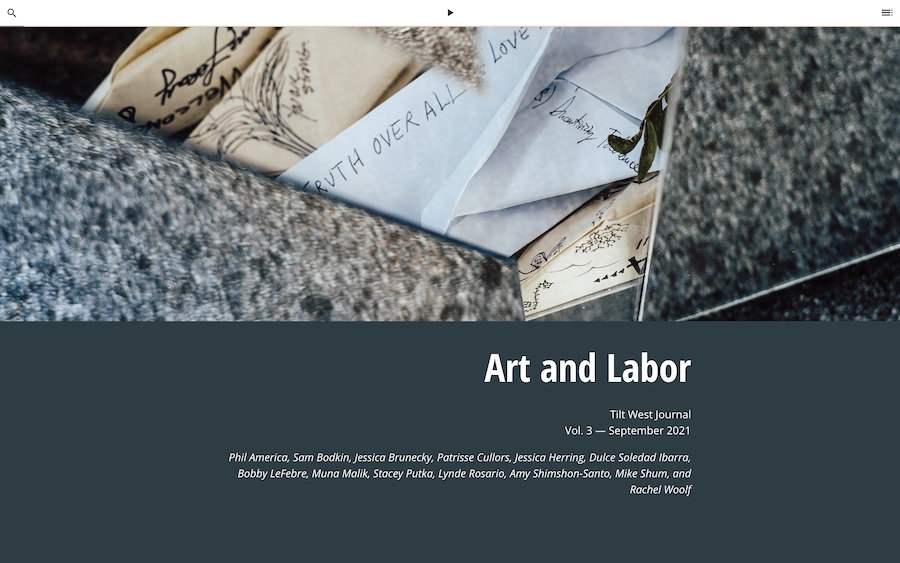 TRUTH OVER ALL
LOVE
Art and Labor
Tilt West Journal
Vol. 3 — September 2021
Phil America, Sam Bodkin, Jessica Brunecky, Patrisse Cullors, Jessica Herring, Dulce Soledad Ibarra,
Bobby LeFebre, Muna Malik, Stacey Putka, Lynde Rosario, Amy Shimshon-Santo, Mike Shum, and
Rachel Woolf